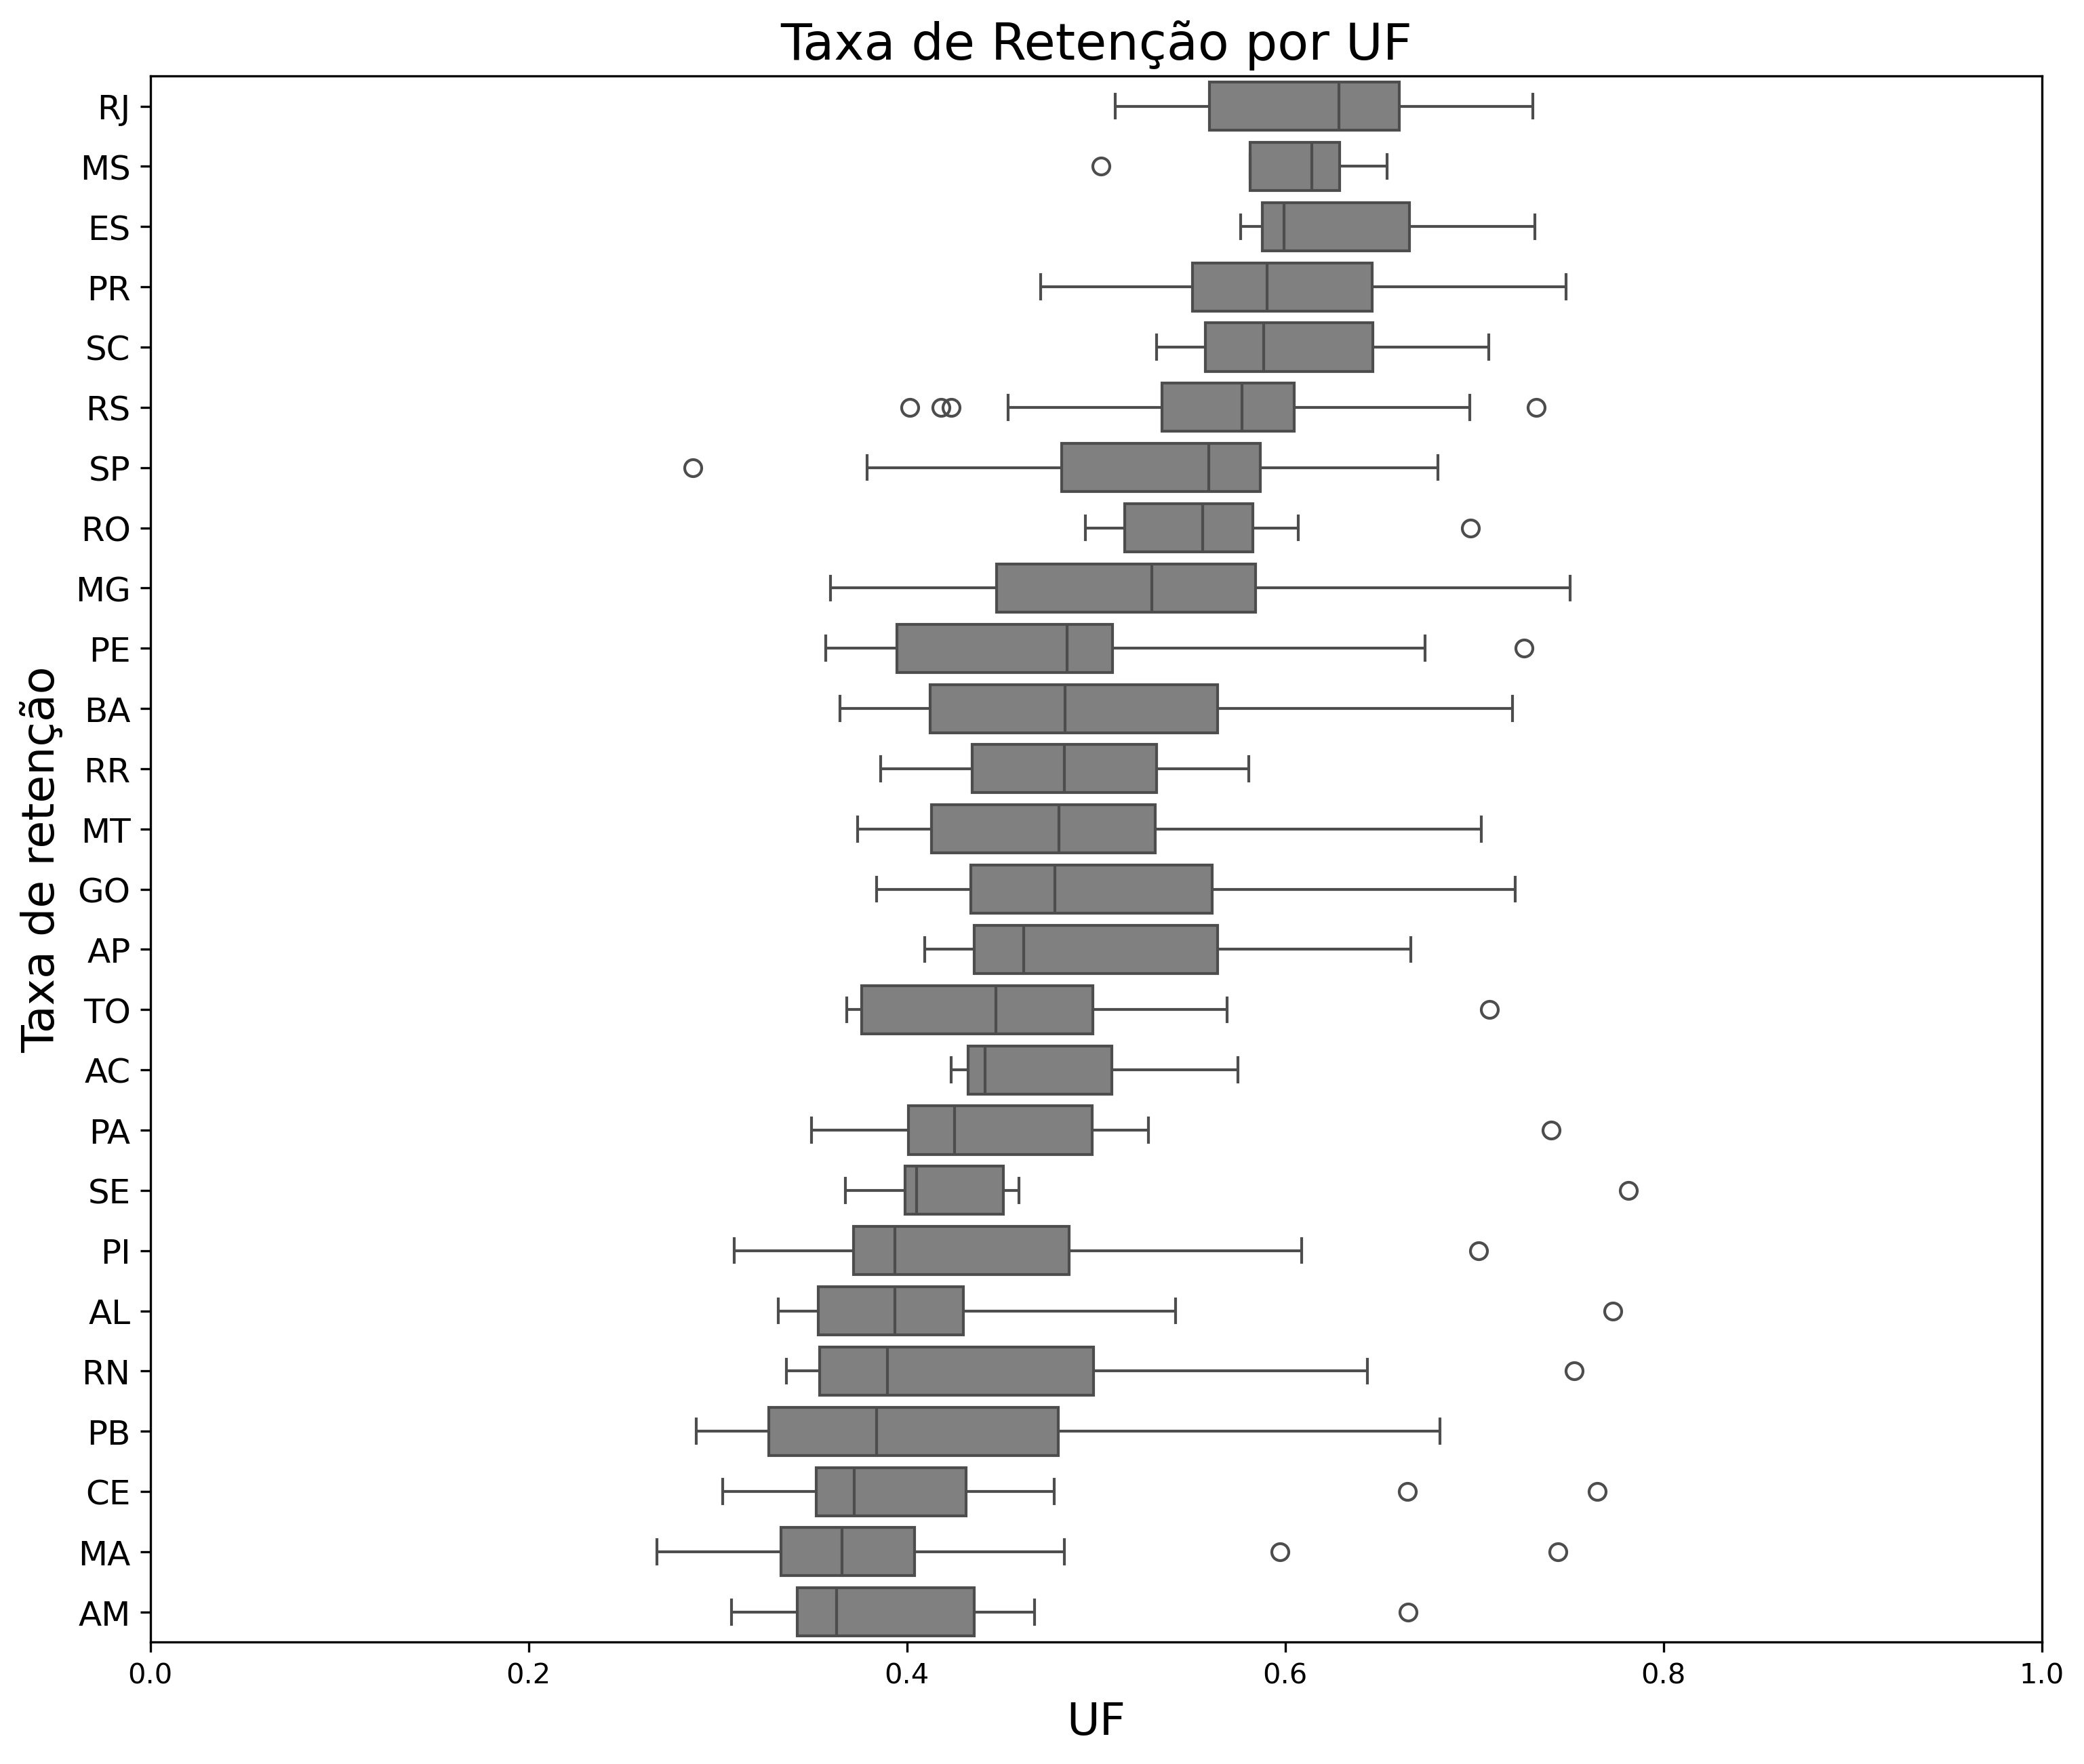 Taxa de Retenção por UF
RJ
MS
ES
PR
SC
RS
SP
RO
MG
PE
BA
RR
MT
GO
AP
TO
AC
PA
SE
PI
AL
RN
PB
CE
MA
AM
Taxa de retenção
0.0 0.2 0.4 0.6 0.8 1.0
UF